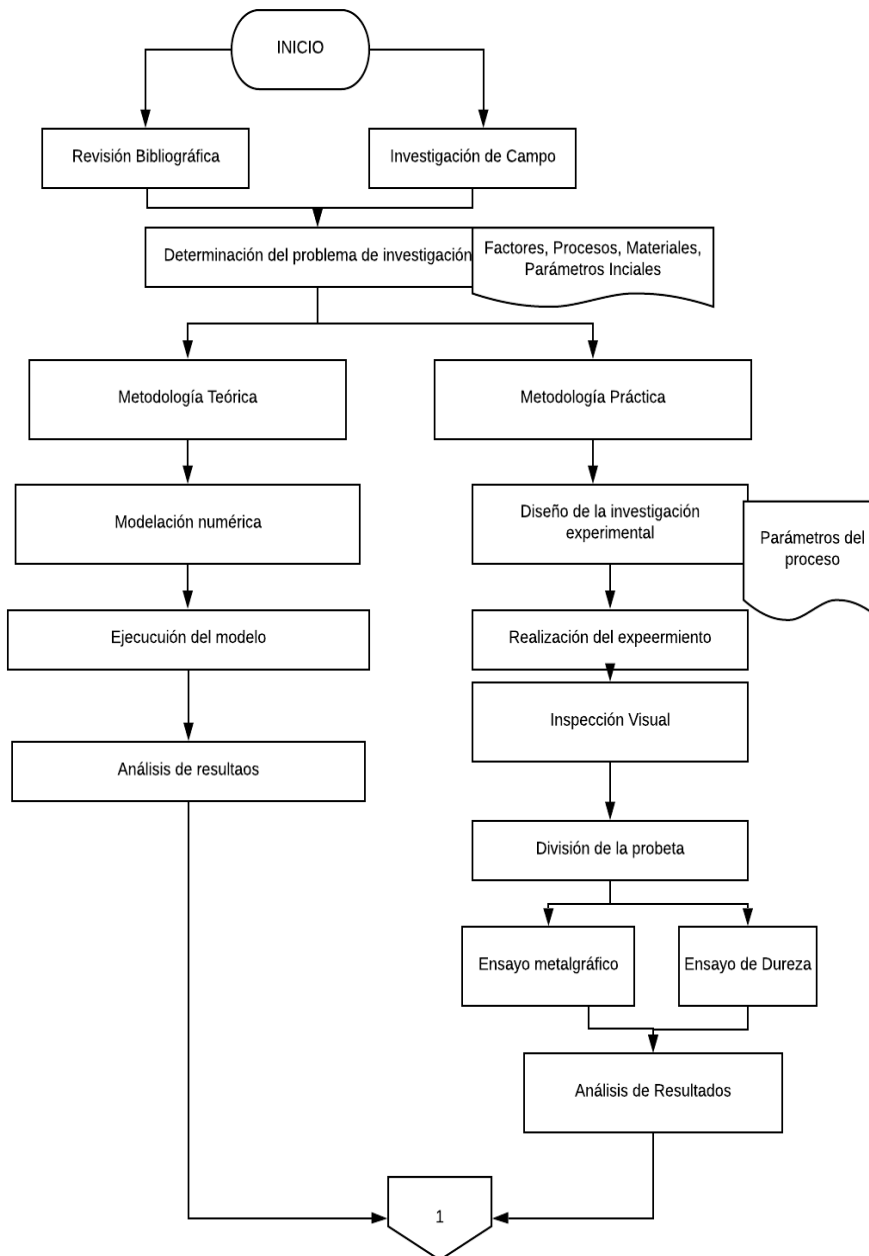 INICIO
Revisión Bibliográfica
Investigación de Campo
Determinación del problema de investigación
Factores, Procesos, Materiales,
Parámetros Inciales
Metodología Teórica
Metodología Práctica
Modelación numérica
Diseño de la investigación
experimental
Parámetros del
proceso
Ejecucuión del modelo
Realización del expeermiento
Inspección Visual
Análisis de resultaos
División de la probeta
Ensayo metalgráfico
Ensayo de Dureza
Análisis de Resultados
1